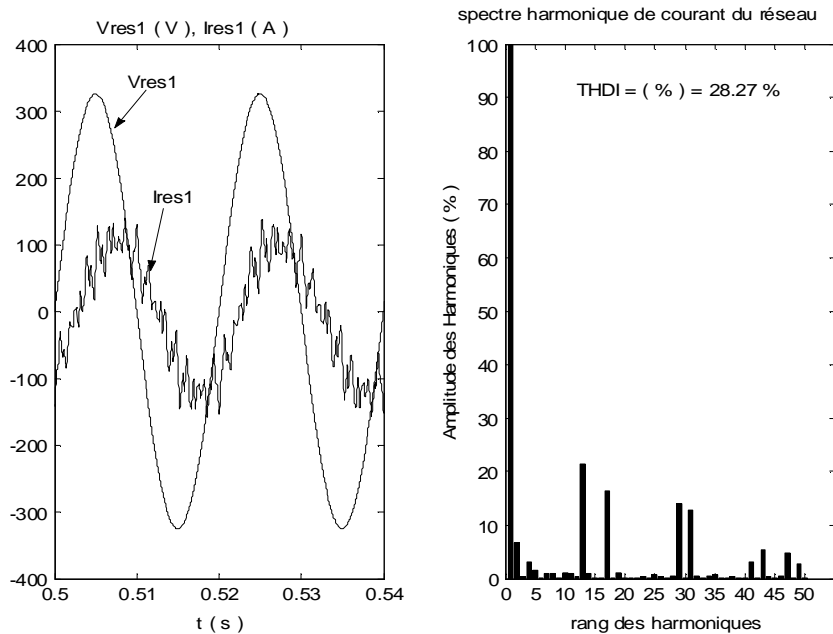 Vres1 ( V ), Ires1 ( A )
400
300
200
100
0
-100
-200
-300
-400
Vres1
Ires1
0.5 0.51 0.52 0.53 0.54
t ( s )
spectre harmonique de courant du réseau
Amplitude des Harmoniques ( % )
100
90
80
70
60
50
40
30
20
10
0
THDI = ( % ) = 28.27 %
0 5 10 15 20 25 30 35 40 45 50
rang des harmoniques